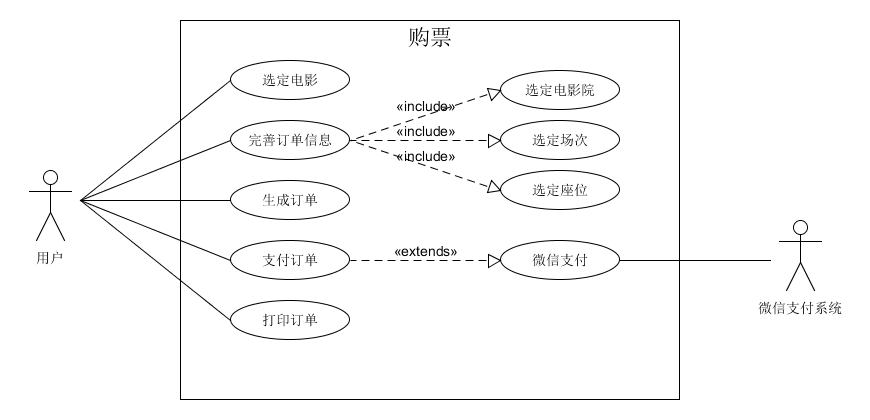 购票
选定电影
选定电影院
«include»
完善订单信息
«include»
选定场次
«include»
选定座位
生成订单
用户
支付订单
«extends»
微信支付
微信支付系统
打印订单